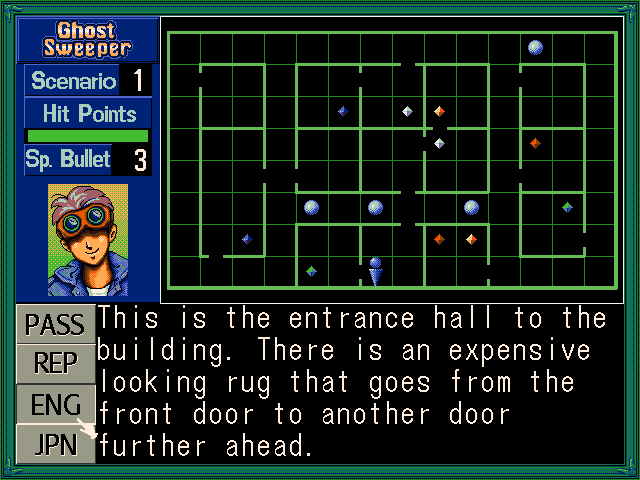 Ghost
Sweeper
Scenario 1
Hit Points
Sp. Bullet 3
PASS
REP
ENG
JPN
This is the entrance hall to the
building. There is an expensive
looking rug that goes from the
front door to another door
further ahead.